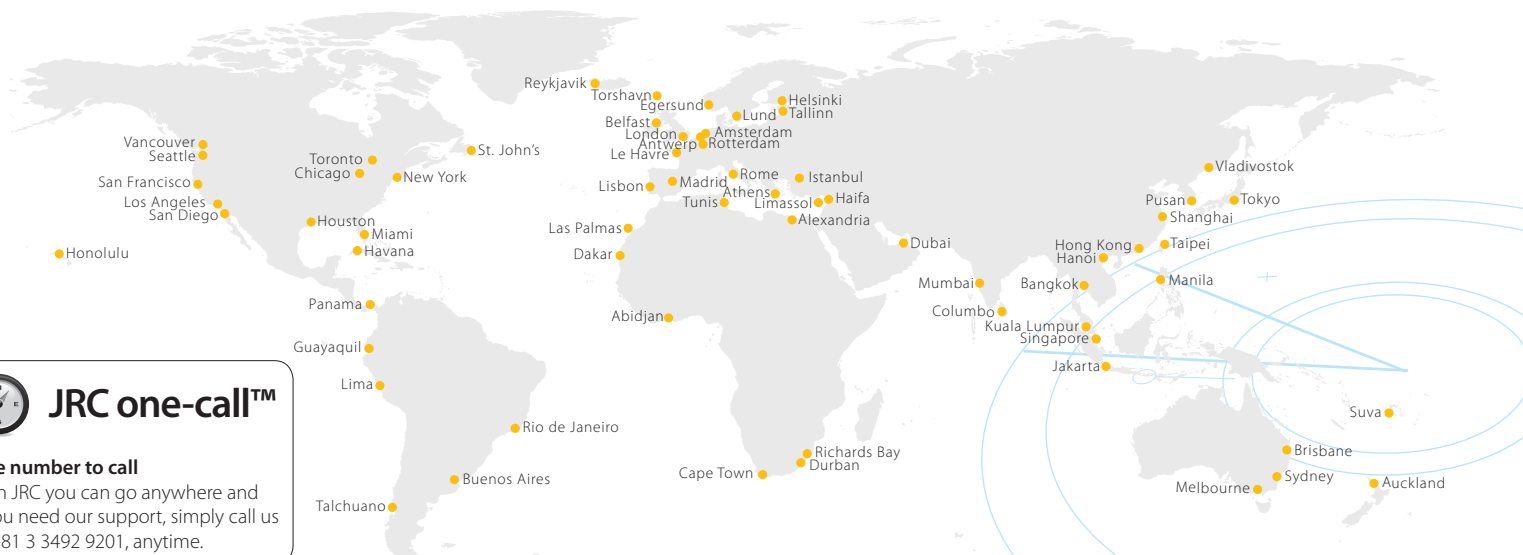 Reykjavik
Torshavn
Egersund
Helsinki
Tallinn
Lund
Belfast
London
Amsterdam
Antwerp
Rotterdam
Le Havre
Vancouver
Seattle
St. John's
Toronto
Chicago
New York
San Francisco
Los Angeles
San Diego
Houston
Miami
Havana
Honolulu
Lisbon
Madrid
Rome
Istanbul
Athens
Tunis
Limassol
Haifa
Alexandria
Las Palmas
Dakar
Dubai
Vladivostok
Pusan
Tokyo
Shanghai
Hong Kong
Taipei
Hanoi
Mumbai
Bangkok
Manila
Columbo
Kuala Lumpur
Singapore
Jakarta
Panama
Abidjan
Guayaquil
Lima
Rio de Janeiro
Buenos Aires
Talchuano
Cape Town
Richards Bay
Durban
Suva
Brisbane
Sydney
Melbourne
Auckland
JRC one-call™
number to call
JRC you can go anywhere and
need our support, simply call us
81 3 3492 9201, anytime.